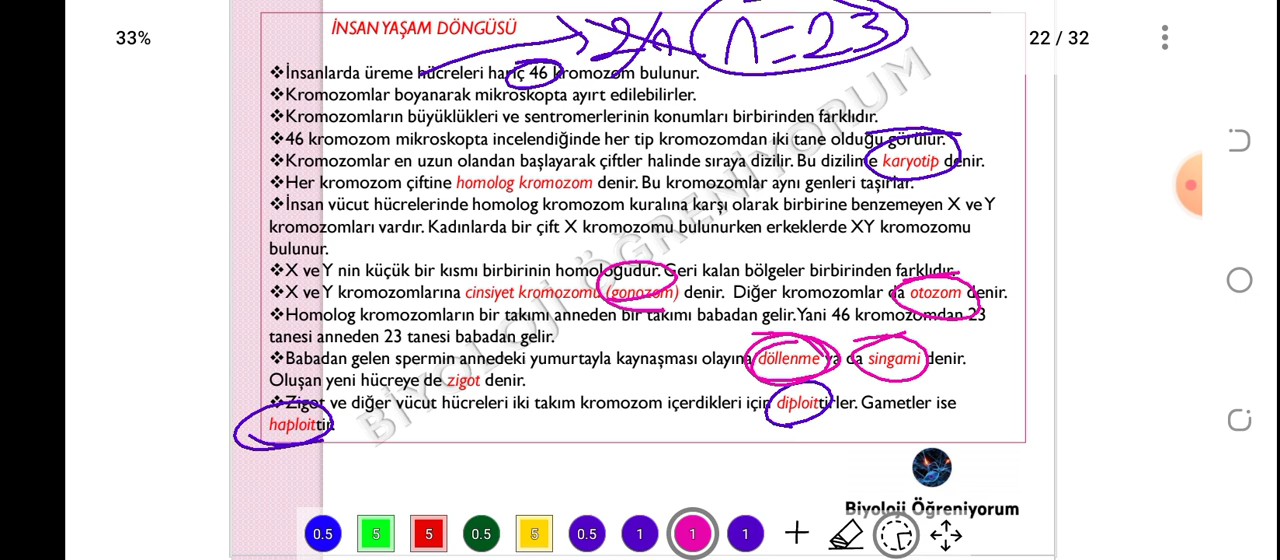 33%
22 / 32
İNSAN YAŞAM DÖNGÜSÜ
2n n=23
❖İnsanlarda üreme hücreleri hariç 46 kromozom bulunur.
❖Kromozomlar boyanarak mikroskopta ayırt edilebilirler.
❖Kromozomların büyüklükleri ve sentromerlerinin konumları birbirinden farklıdır.
❖46 kromozom mikroskopta incelendiğinde her tip kromozomdan iki tane olduğu görülür.
❖Kromozomlar en uzun olandan başlayarak çiftler halinde sıraya dizilir. Bu dizilime karyotip denir.
❖Her kromozom çiftine homolog kromozom denir. Bu kromozomlar aynı genleri taşırlar.
❖İnsan vücut hücrelerinde homolog kromozom kuralına karşı olarak birbirine benzemeyen X ve Y
kromozomları vardır. Kadınlarda bir çift X kromozomu bulunurken erkeklerde XY kromozomu
bulunur.
❖X ve Y nin küçük bir kısmı birbirinin homoloğudur. Geri kalan bölgeler birbirinden farklıdır.
❖X ve Y kromozomlarına cinsiyet kromozomu (gonozom) denir. Diğer kromozomlar da otozom denir.
❖Homolog kromozomların bir takımı anneden bir takımı babadan gelir.Yani 46 kromozomdan 23
tanesi anneden 23 tanesi babadan gelir.
❖Babadan gelen spermin annedeki yumurtayla kaynaşması olayına döllenme ya da singami denir.
Oluşan yeni hücreye de zigot denir.
❖Zigot ve diğer vücut hücreleri iki takım kromozom içerdikleri için diploittirler. Gametler ise
haploittir.
BİYOLOJİ ÖĞRENİYORUM
Biyoloji Öğreniyorum
0.5 5 5 0.5 5 0.5 1 1 1